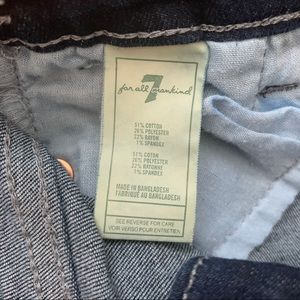 7
for all mankind
51% COTTON
26% POLYESTER
22% RAYON
1% SPANDEX
51% COTON
26% POLYESTER
22% RAYONNE
1% SPANDEX
MADE IN BANGLADESH
FABRIQUÉ AU BANGLADESH
SEE REVERSE FOR CARE
VOIR VERSO POUR ENTRETIEN